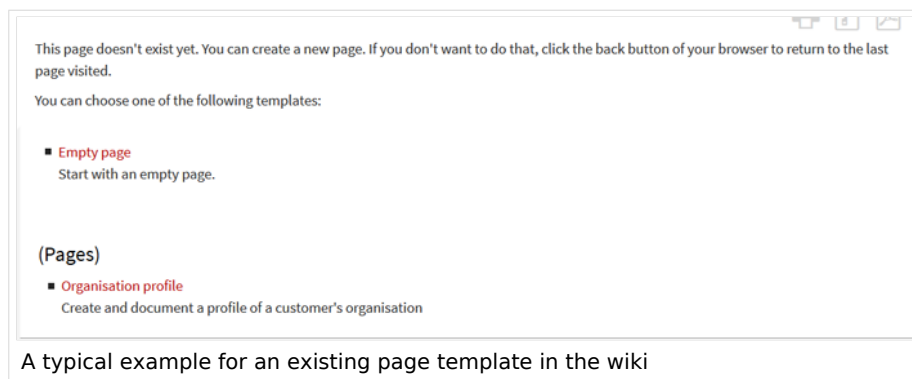 This page doesn't exist yet. You can create a new page. If you don't want to do that, click the back button of your browser to return to the last
page visited.
You can choose one of the following templates:
Empty page
Start with an empty page.
(Pages)
Organisation profile
Create and document a profile of a customer's organisation
A typical example for an existing page template in the wiki